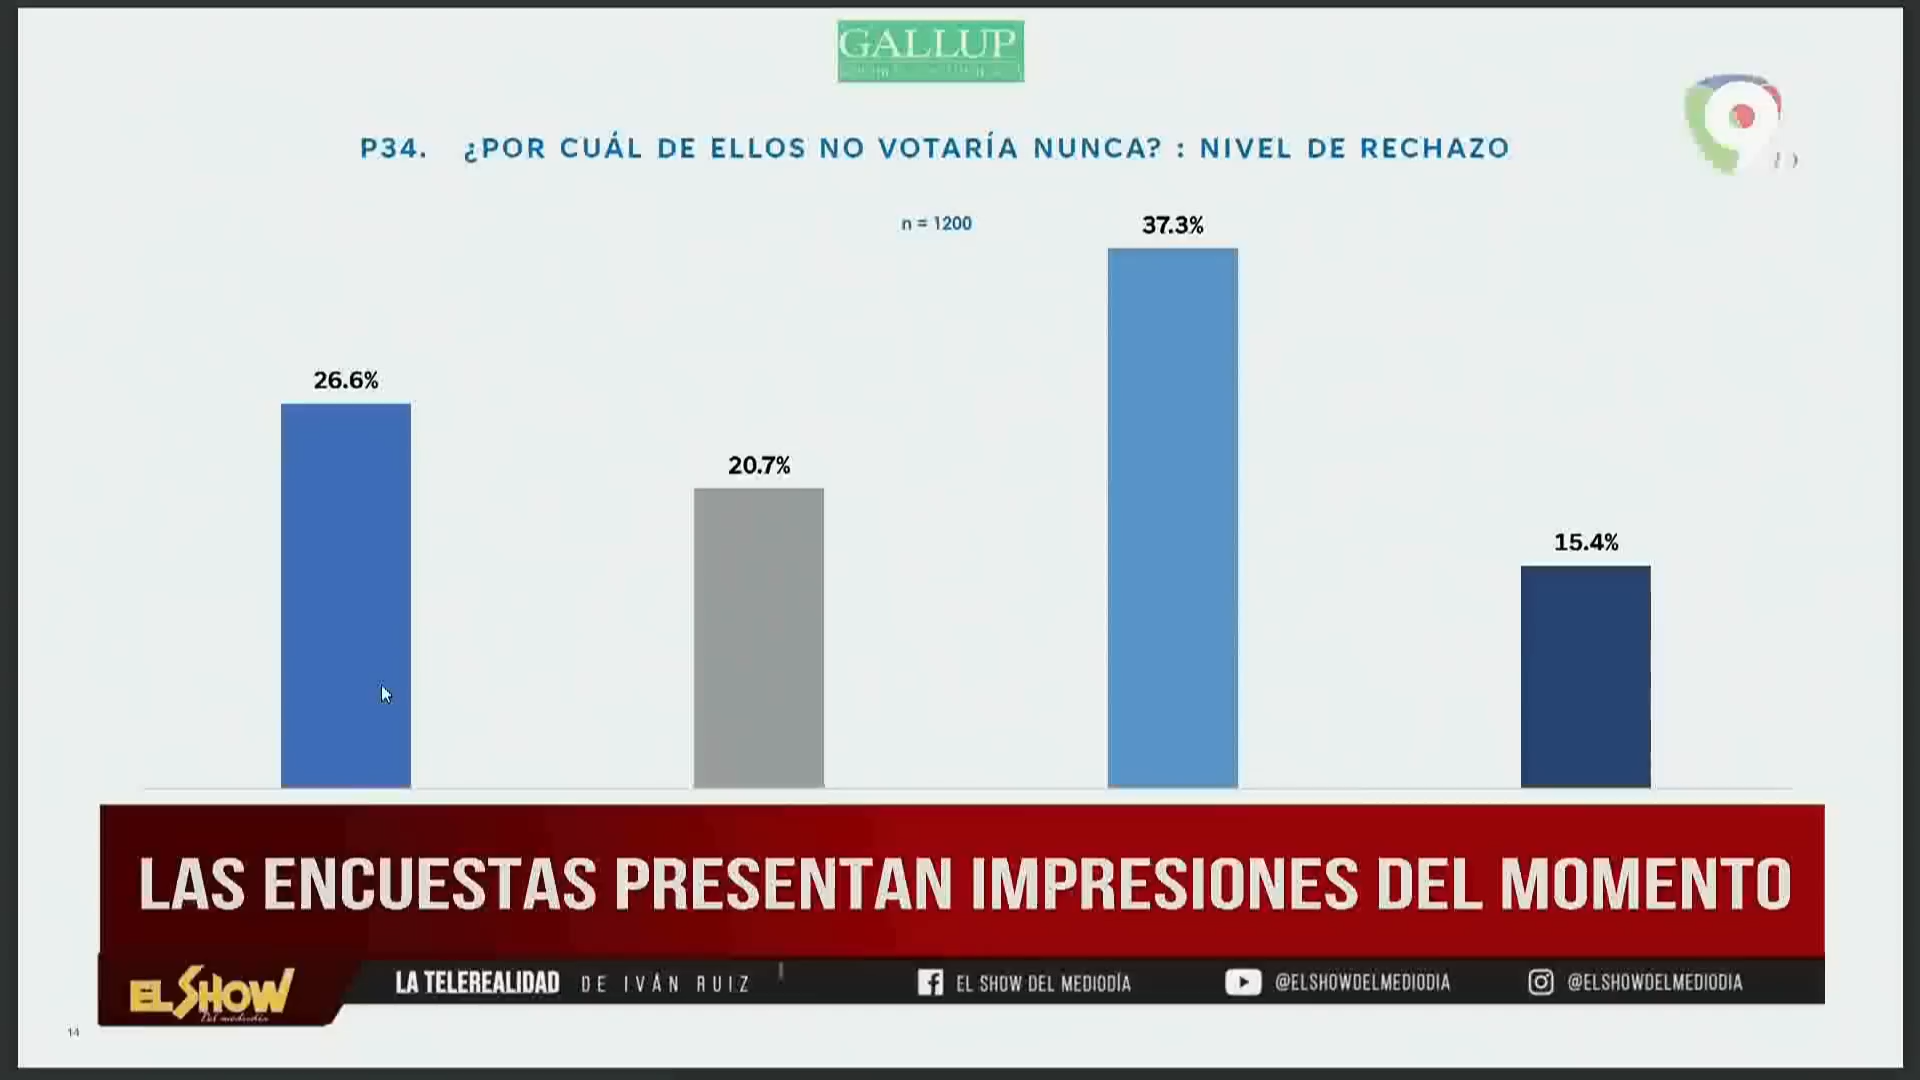 GALLUP
P34. ¿POR CUÁL DE ELLOS NO VOTARÍA NUNCA? : NIVEL DE RECHAZO
n = 1200
37.3%
26.6%
20.7%
15.4%
LAS ENCUESTAS PRESENTAN IMPRESIONES DEL MOMENTO
EL SHOW
Del mediodía
LA TELEREALIDAD DE IVÁN RUIZ
EL SHOW DEL MEDIODÍA
@ELSHOWDELMEDIODIA
@ELSHOWDELMEDIODIA
14